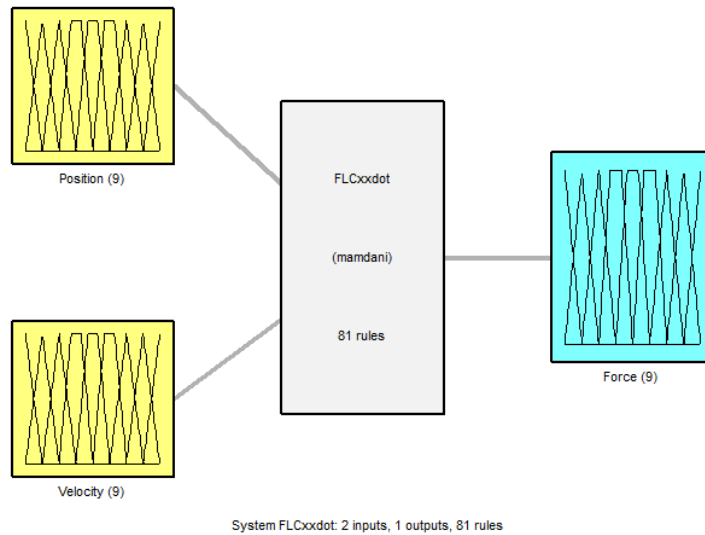 Position (9)
FLCxxdot
(mamdani)
81 rules
Force (9)
Velocity (9)
System FLCxxdot: 2 inputs, 1 outputs, 81 rules